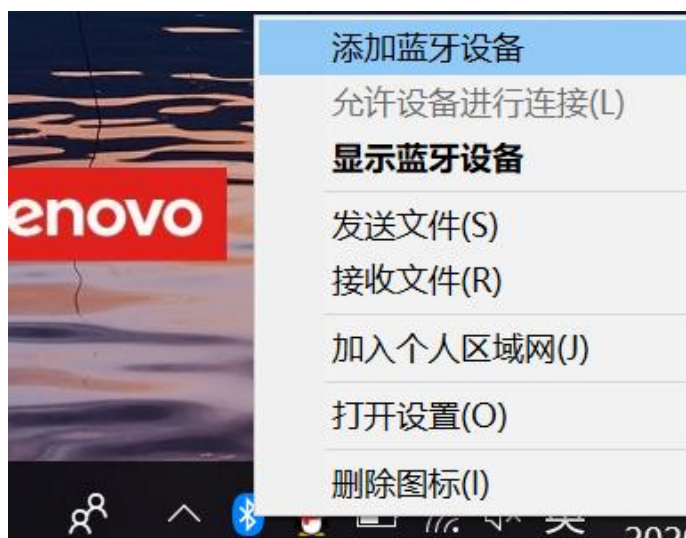 添加蓝牙设备
允许设备进行连接(L)
显示蓝牙设备
enovo
发送文件(S)
接收文件(R)
加入个人区域网(J)
打开设置(O)
删除图标(I)
英